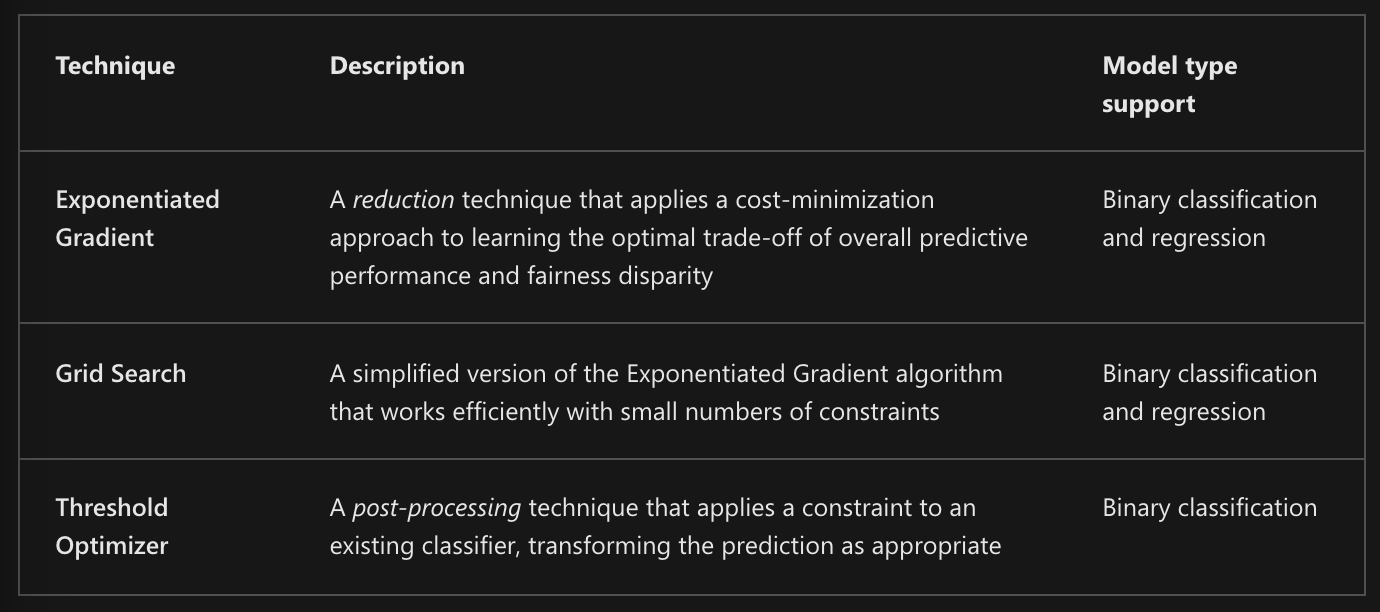 Technique
Description
Model type
support
Exponentiated
Gradient
A reduction technique that applies a cost-minimization
approach to learning the optimal trade-off of overall predictive
performance and fairness disparity
Binary classification
and regression
Grid Search
A simplified version of the Exponentiated Gradient algorithm
that works efficiently with small numbers of constraints
Binary classification
and regression
Threshold
Optimizer
A post-processing technique that applies a constraint to an
existing classifier, transforming the prediction as appropriate
Binary classification